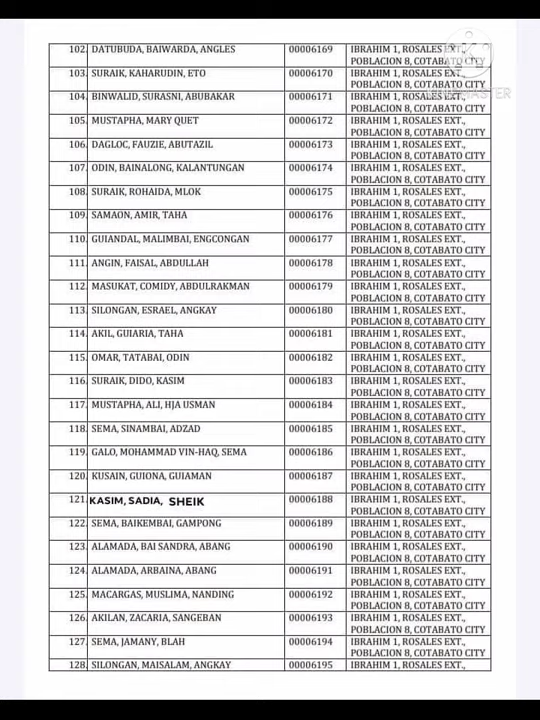 102. DATUBUDA, BAIWARDA, ANGLES 00006169 IBRAHIM 1, ROSALES EXT.,
POBLACION 8, COTABATO CITY
103. SURAIK, KAHARUDIN, ETO 00006170 IBRAHIM 1, ROSALES EXT.,
POBLACION 8, COTABATO CITY
104. BINWALID, SURASNI, ABUBAKAR 00006171 IBRAHIM 1, ROSALES EXT.,
POBLACION 8, COTABATO CITY
105. MUSTAPHA, MARY QUET 00006172 IBRAHIM 1, ROSALES EXT.,
POBLACION 8, COTABATO CITY
106. DAGLOC, FAUZIE, ABUTAZIL 00006173 IBRAHIM 1, ROSALES EXT.,
POBLACION 8, COTABATO CITY
107. ODIN, BAINALONG, KALANTUNGAN 00006174 IBRAHIM 1, ROSALES EXT.,
POBLACION 8, COTABATO CITY
108. SURAIK, ROHAIDA, MLOK 00006175 IBRAHIM 1, ROSALES EXT.,
POBLACION 8, COTABATO CITY
109. SAMAON, AMIR, TAHA 00006176 IBRAHIM 1, ROSALES EXT.,
POBLACION 8, COTABATO CITY
110. GUIANDAL, MALIMBAI, ENGCONGAN 00006177 IBRAHIM 1, ROSALES EXT.,
POBLACION 8, COTABATO CITY
111. ANGIN, FAISAL, ABDULLAH 00006178 IBRAHIM 1, ROSALES EXT.,
POBLACION 8, COTABATO CITY
112. MASUKAT, COMIDY, ABDULRAKMAN 00006179 IBRAHIM 1, ROSALES EXT.,
POBLACION 8, COTABATO CITY
113. SILONGAN, ESRAEL, ANGKAY 00006180 IBRAHIM 1, ROSALES EXT.,
POBLACION 8, COTABATO CITY
114. AKIL, GUIARIA, TAHA 00006181 IBRAHIM 1, ROSALES EXT.,
POBLACION 8, COTABATO CITY
115. OMAR, TATABAI, ODIN 00006182 IBRAHIM 1, ROSALES EXT.,
POBLACION 8, COTABATO CITY
116. SURAIK, DIDO, KASIM 00006183 IBRAHIM 1, ROSALES EXT.,
POBLACION 8, COTABATO CITY
117. MUSTAPHA, ALI, HJA USMAN 00006184 IBRAHIM 1, ROSALES EXT.,
POBLACION 8, COTABATO CITY
118. SEMA, SINAMBAI, ADZAD 00006185 IBRAHIM 1, ROSALES EXT.,
POBLACION 8, COTABATO CITY
119. GALO, MOHAMMAD VIN-HAQ, SEMA 00006186 IBRAHIM 1, ROSALES EXT.,
POBLACION 8, COTABATO CITY
120. KUSAIN, GUIONA, GUIAMAN 00006187 IBRAHIM 1, ROSALES EXT.,
POBLACION 8, COTABATO CITY
121. KASIM, SADIA, SHEIK 00006188 IBRAHIM 1, ROSALES EXT.,
POBLACION 8, COTABATO CITY
122. SEMA, BAIKEMBAI, GAMPONG 00006189 IBRAHIM 1, ROSALES EXT.,
POBLACION 8, COTABATO CITY
123. ALAMADA, BAI SANDRA, ABANG 00006190 IBRAHIM 1, ROSALES EXT.,
POBLACION 8, COTABATO CITY
124. ALAMADA, ARBAINA, ABANG 00006191 IBRAHIM 1, ROSALES EXT.,
POBLACION 8, COTABATO CITY
125. MACARGAS, MUSLIMA, NANDING 00006192 IBRAHIM 1, ROSALES EXT.,
POBLACION 8, COTABATO CITY
126. AKILAN, ZACARIA, SANGEBAN 00006193 IBRAHIM 1, ROSALES EXT.,
POBLACION 8, COTABATO CITY
127. SEMA, JAMANY, BLAH 00006194 IBRAHIM 1, ROSALES EXT.,
POBLACION 8, COTABATO CITY
128. SILONGAN, MAISALAM, ANGKAY 00006195 IBRAHIM 1, ROSALES EXT.,